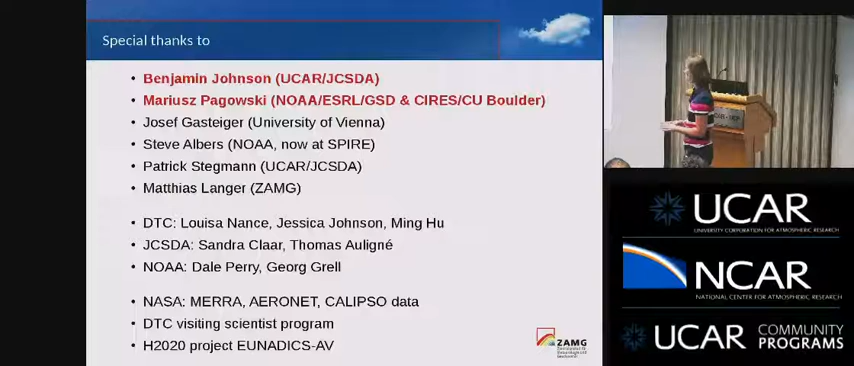 Special thanks to
• Benjamin Johnson (UCAR/JCSDA)
• Mariusz Pagowski (NOAA/ESRL/GSD & CIRES/CU Boulder)
• Josef Gasteiger (University of Vienna)
• Steve Albers (NOAA, now at SPIRE)
• Patrick Stegmann (UCAR/JCSDA)
• Matthias Langer (ZAMG)
• DTC: Louisa Nance, Jessica Johnson, Ming Hu
• JCSDA: Sandra Claar, Thomas Auligné
• NOAA: Dale Perry, Georg Grell
• NASA: MERRA, AERONET, CALIPSO data
• DTC visiting scientist program
• H2020 project EUNADICS-AV
ZAMG
UCAR
UNIVERSITY CORPORATION FOR ATMOSPHERIC RESEARCH
NCAR
NATIONAL CENTER FOR ATMOSPHERIC RESEARCH
UCAR COMMUNITY
PROGRAMS